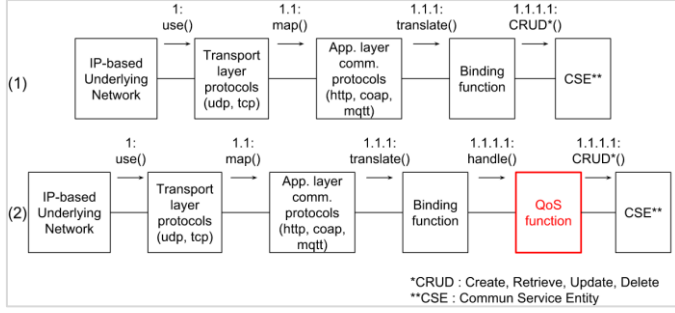 1:
use()
1.1:
map()
1.1.1:
translate()
1.1.1.1:
CRUD*()
(1)
IP-based
Underlying
Network
Transport
layer
protocols
(udp, tcp)
App. layer
comm.
protocols
(http, coap,
mqtt)
Binding
function
CSE**
1:
use()
1.1:
map()
1.1.1:
translate()
1.1.1.1:
handle()
1.1.1.1:
CRUD*()
(2)
IP-based
Underlying
Network
Transport
layer
protocols
(udp, tcp)
App. layer
comm.
protocols
(http, coap,
mqtt)
Binding
function
QoS
function
CSE**
*CRUD : Create, Retrieve, Update, Delete
**CSE : Commun Service Entity